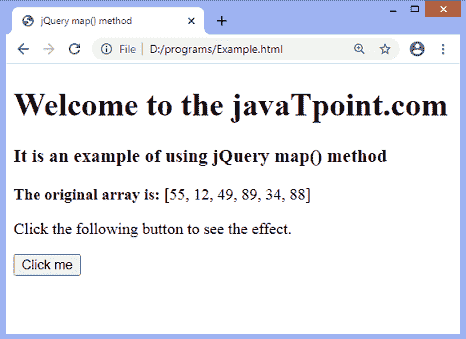 jQuery map() method
File | D:/programs/Example.html
Welcome to the javaTpoint.com
It is an example of using jQuery map() method
The original array is: [55, 12, 49, 89, 34, 88]
Click the following button to see the effect.
Click me